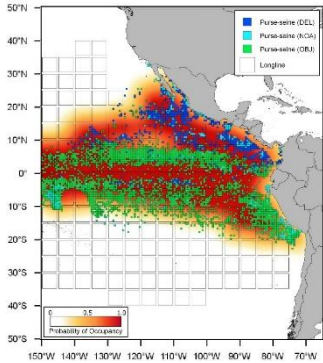 50°N
40°N
30°N
20°N
10°N
0°
10°S
20°S
30°S
40°S
50°S
Purse-seine (DEL)
Purse-seine (NOA)
Purse-seine (OBJ)
Longline
0 0.5 1.0
Probability of Occupancy
150°W 140°W 130°W 120°W 110°W 100°W 90°W 80°W 70°W